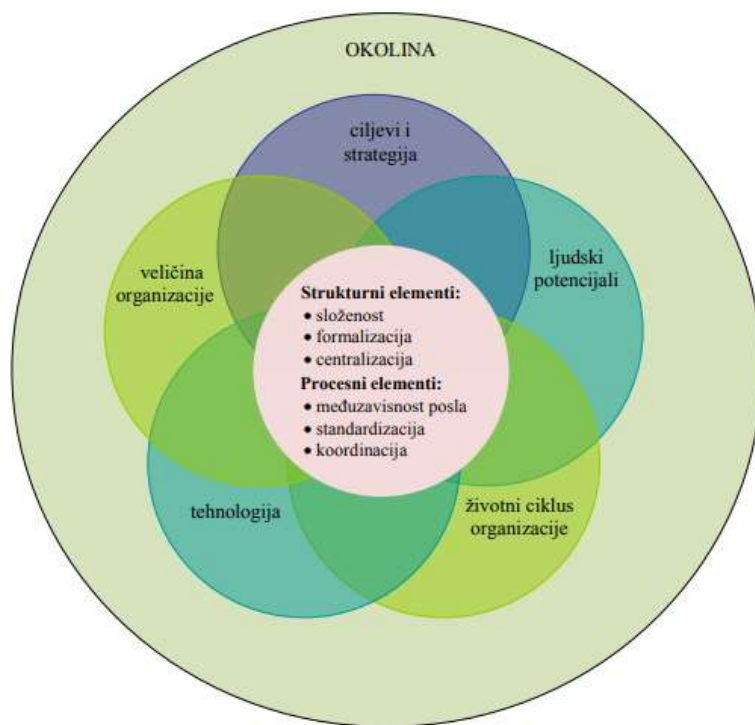 OKOLINA
ciljevi i
strategija
veličina
organizacije
ljudski
potencijali
Strukturni elementi:
• složenost
• formalizacija
• centralizacija
Procesni elementi:
• međuzavisnost posla
• standardizacija
• koordinacija
tehnologija
životni ciklus
organizacije